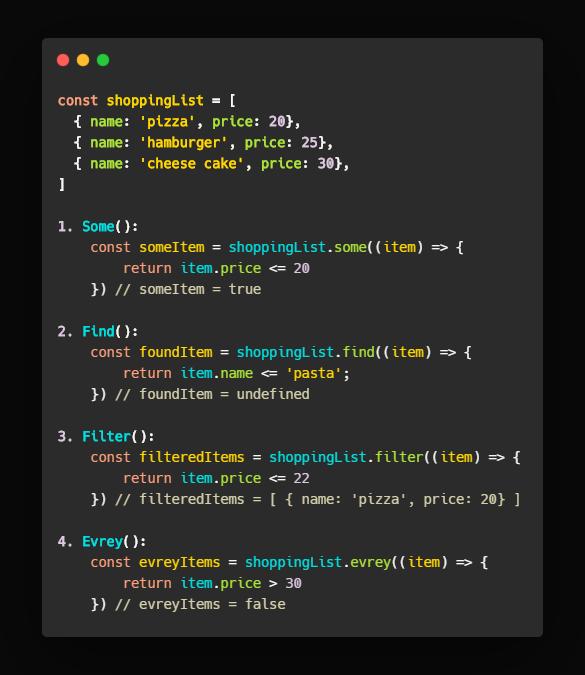 const shoppingList = [
  { name: 'pizza', price: 20},
  { name: 'hamburger', price: 25},
  { name: 'cheese cake', price: 30},
]
1. Some():
    const someItem = shoppingList.some((item) => {
        return item.price <= 20
    }) // someItem = true
2. Find():
    const foundItem = shoppingList.find((item) => {
        return item.name <= 'pasta';
    }) // foundItem = undefined
3. Filter():
    const filteredItems = shoppingList.filter((item) => {
        return item.price <= 22
    }) // filteredItems = [ { name: 'pizza', price: 20} ]
4. Evrey():
    const evreyItems = shoppingList.evrey((item) => {
        return item.price > 30
    }) // evreyItems = false